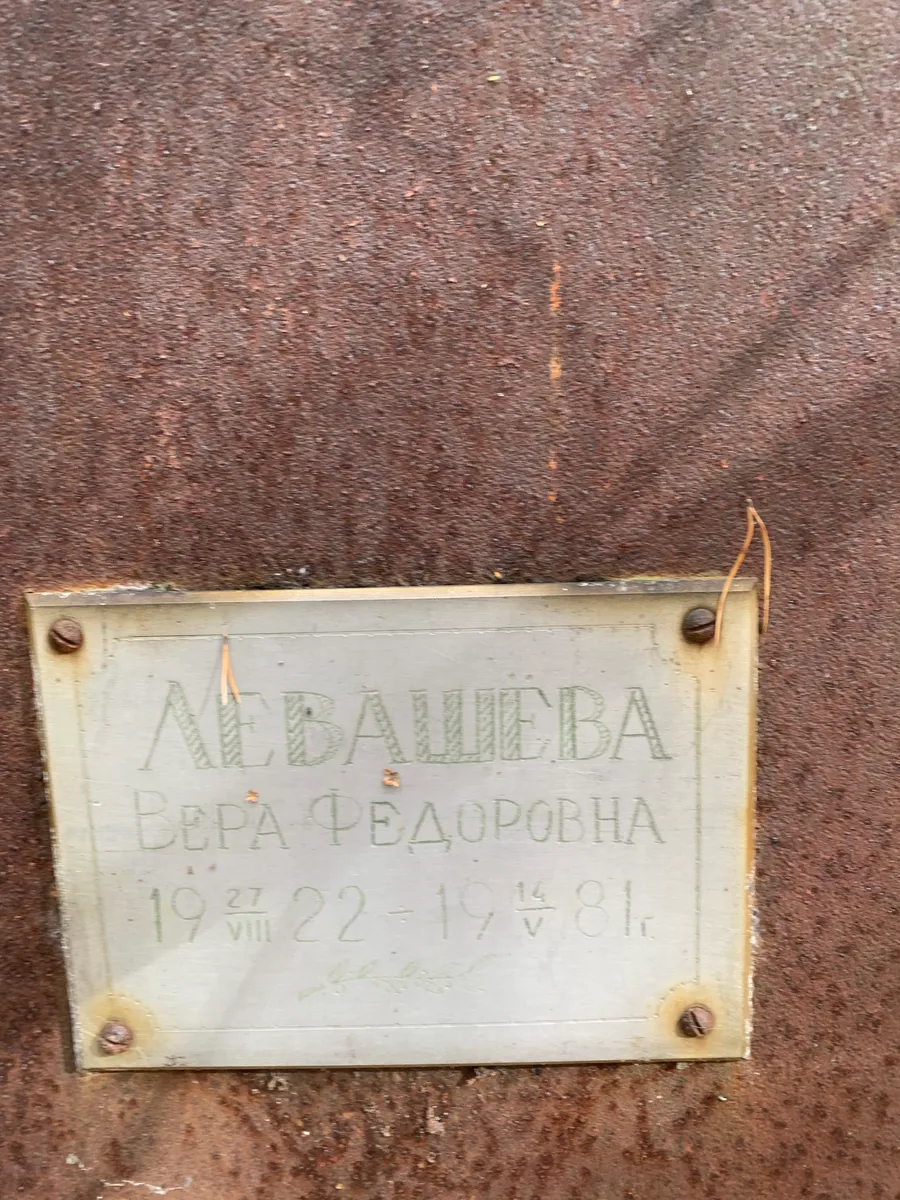 ЛЕВАШЁВА
ВЕРА ФЕДОРОВНА
19 27/VIII 22 - 19 14/V 81г.